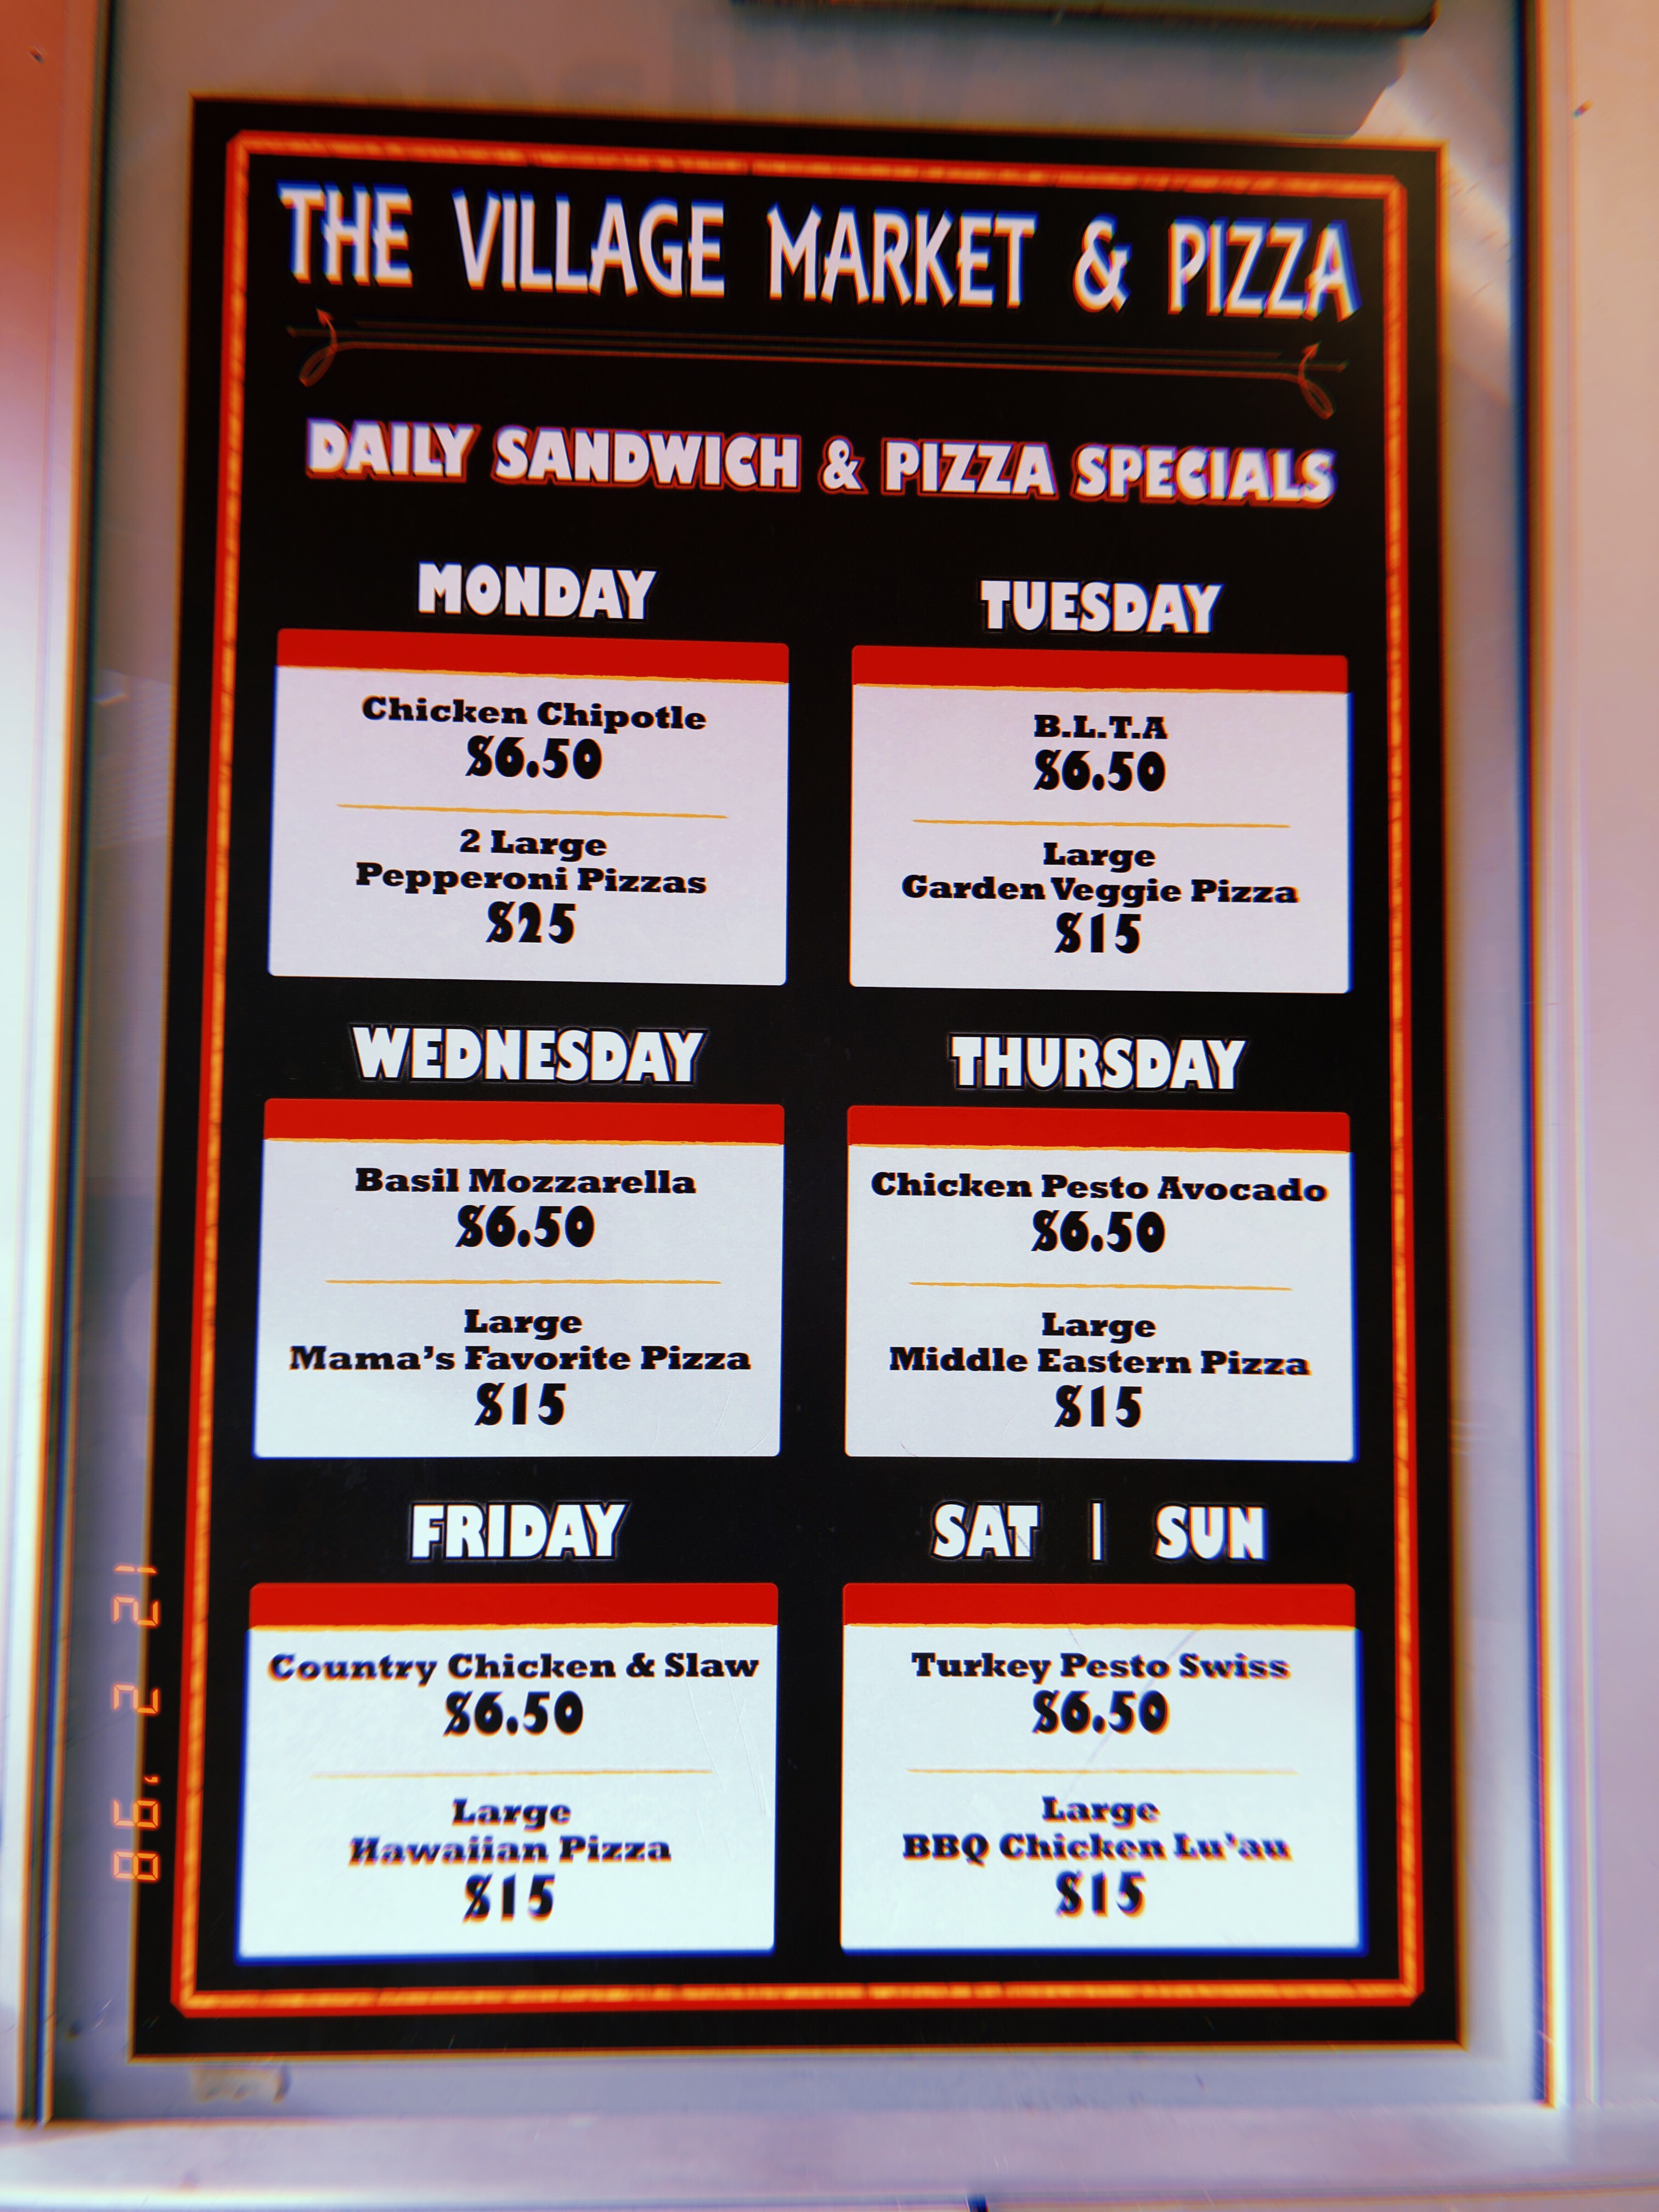 THE VILLAGE MARKET & PIZZA
DAILY SANDWICH & PIZZA SPECIALS
MONDAY
Chicken Chipotle
$6.50
2 Large
Pepperoni Pizzas
$25
TUESDAY
B.L.T.A
$6.50
Large
Garden Veggie Pizza
$15
WEDNESDAY
Basil Mozzarella
$6.50
Large
Mama's Favorite Pizza
$15
THURSDAY
Chicken Pesto Avocado
$6.50
Large
Middle Eastern Pizza
$15
FRIDAY
Country Chicken & Slaw
$6.50
Large
Hawaiian Pizza
$15
SAT | SUN
Turkey Pesto Swiss
$6.50
Large
BBQ Chicken Lu'au
$15
'98 2 21